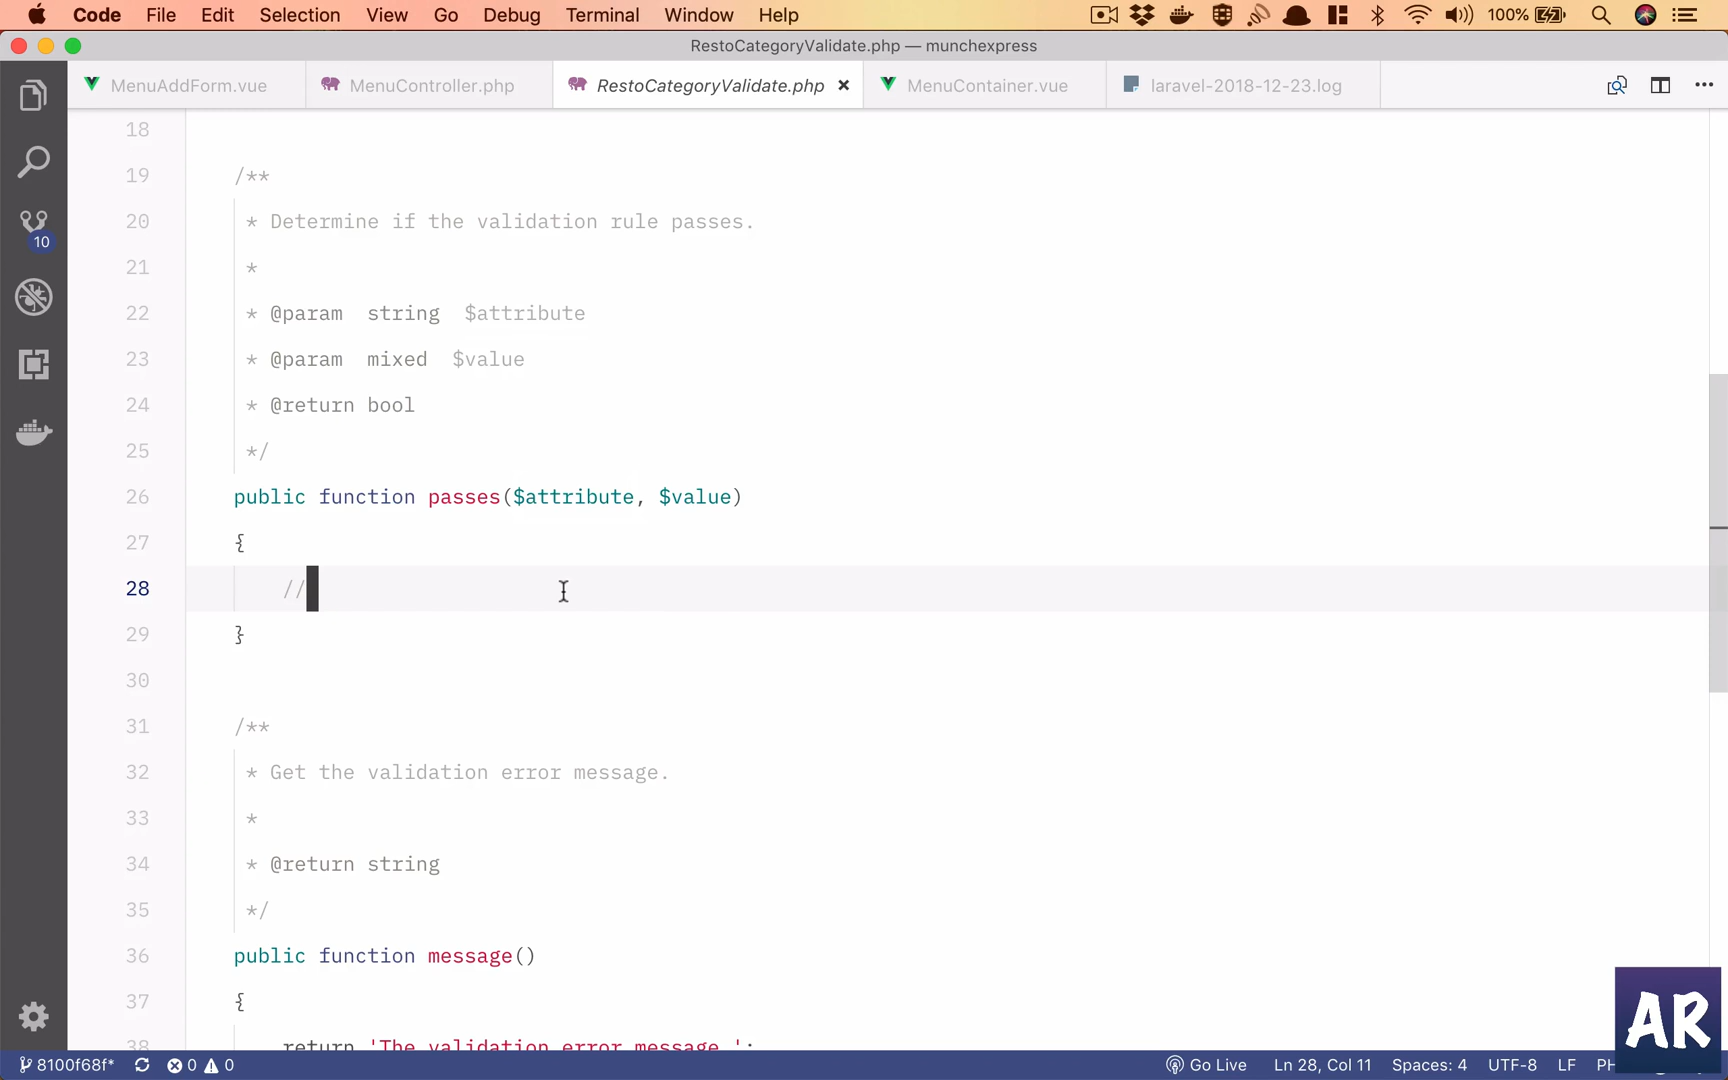 Code File Edit Selection View Go Debug Terminal Window Help 100%
RestoCategoryValidate.php — munchexpress
MenuAddForm.vue MenuController.php RestoCategoryValidate.php MenuContainer.vue laravel-2018-12-23.log
18
19 /**
20 * Determine if the validation rule passes.
21 *
22 * @param string $attribute
23 * @param mixed $value
24 * @return bool
25 */
26 public function passes($attribute, $value)
27 {
28 //
29 }
30
31 /**
32 * Get the validation error message.
33 *
34 * @return string
35 */
36 public function message()
37 {
38 return 'The validation error message.';
10
8100f68f* 0 0 Go Live Ln 28, Col 11 Spaces: 4 UTF-8 LF
AR